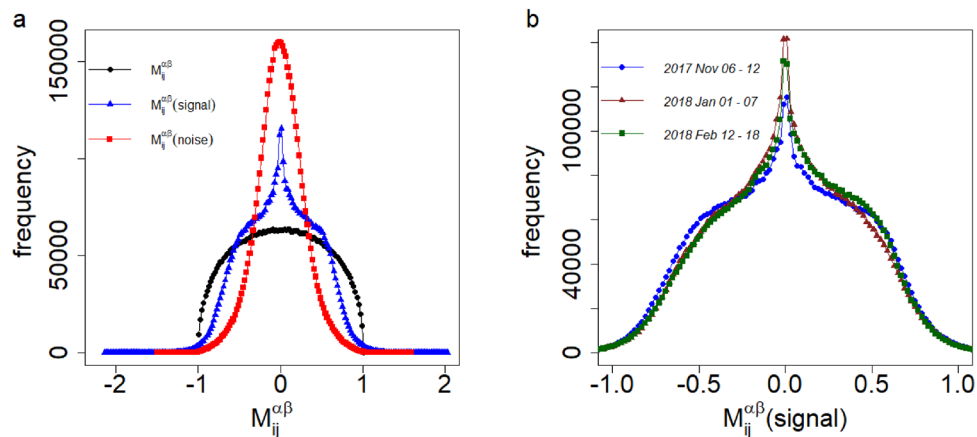 a
frequency
0
50000
150000
M_ij^αβ
M_ij^αβ(signal)
M_ij^αβ(noise)
-2 -1 0 1 2
M_ij^αβ
b
frequency
0
40000
100000
2017 Nov 06 - 12
2018 Jan 01 - 07
2018 Feb 12 - 18
-1.0 -0.5 0.0 0.5 1.0
M_ij^αβ(signal)